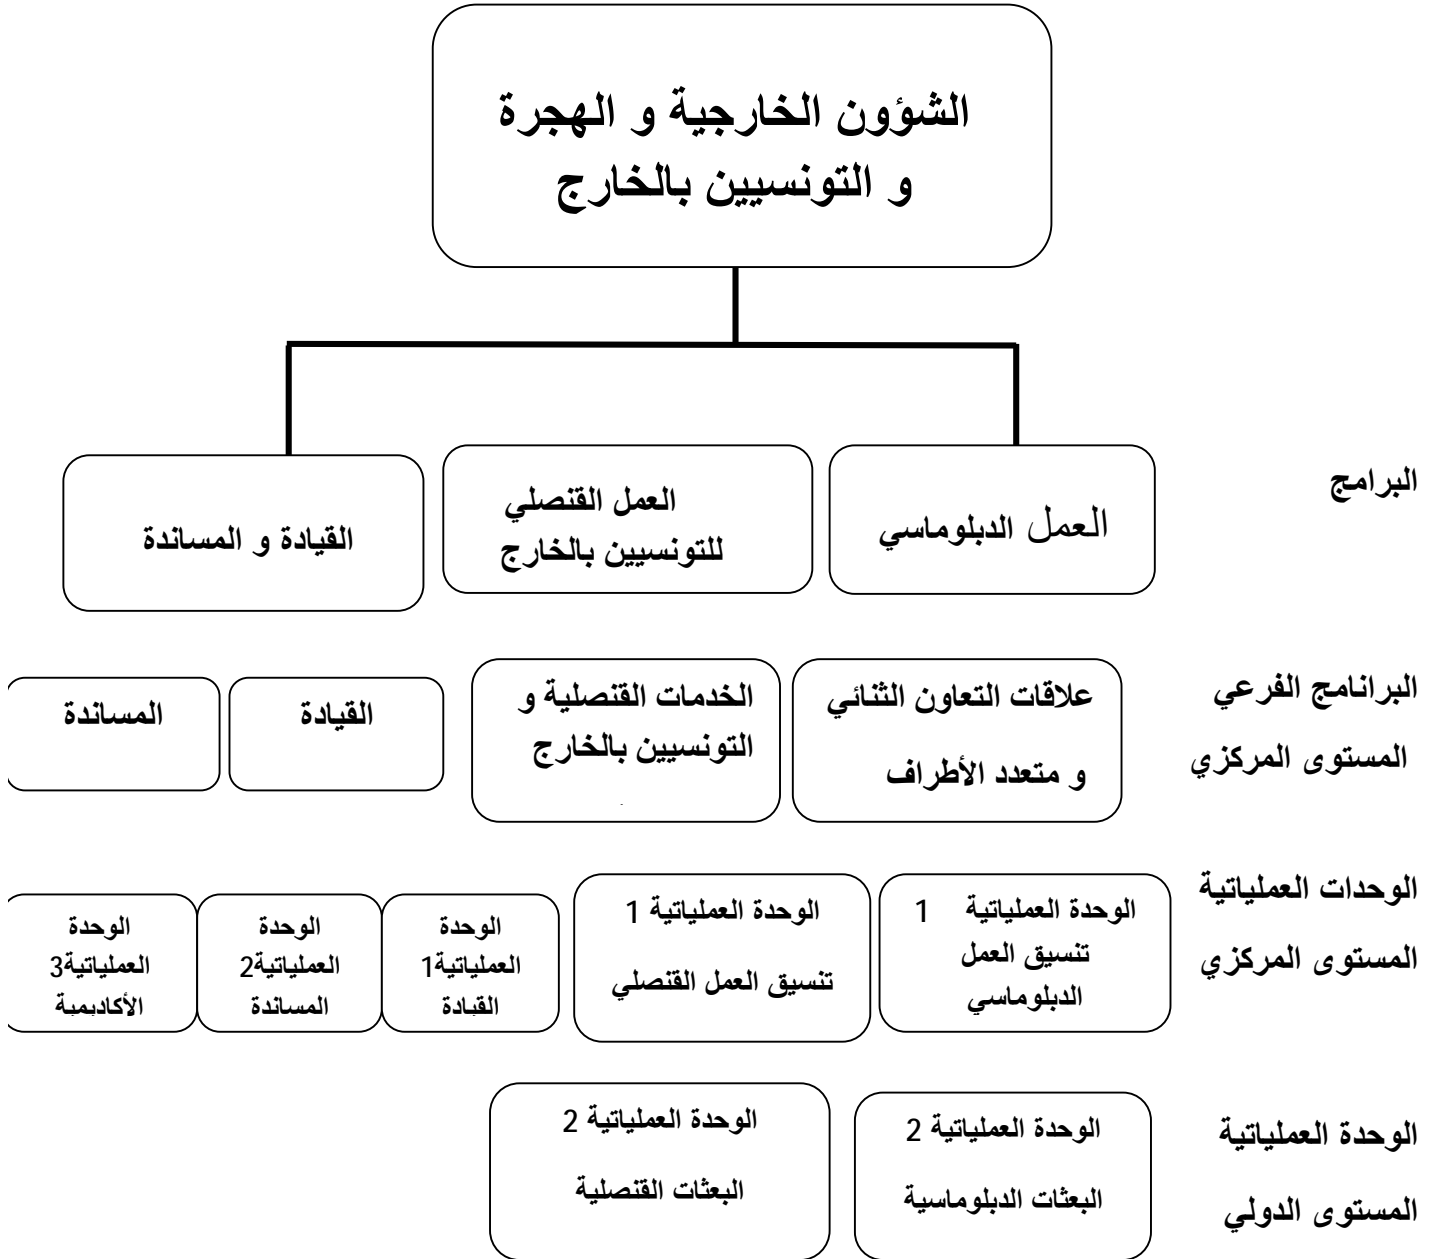 الشؤون الخارجية و الهجرة
و التونسيين بالخارج
البرامج
العمل الدبلوماسي
العمل القنصلي
للتونسيين بالخارج
القيادة و المساندة
البرنامج الفرعي
المستوى المركزي
علاقات التعاون الثنائي
و متعدد الأطراف
الخدمات القنصلية و
التونسيين بالخارج
القيادة
المساندة
الوحدات العملياتية
المستوى المركزي
الوحدة العملياتية 1
تنسيق العمل
الدبلوماسي
الوحدة العملياتية 1
تنسيق العمل القنصلي
الوحدة
العملياتية1
القيادة
الوحدة
العملياتية2
المساندة
الوحدة
العملياتية3
الأكاديمية
الوحدة العملياتية
المستوى الدولي
الوحدة العملياتية 2
البعثات الدبلوماسية
الوحدة العملياتية 2
البعثات القنصلية